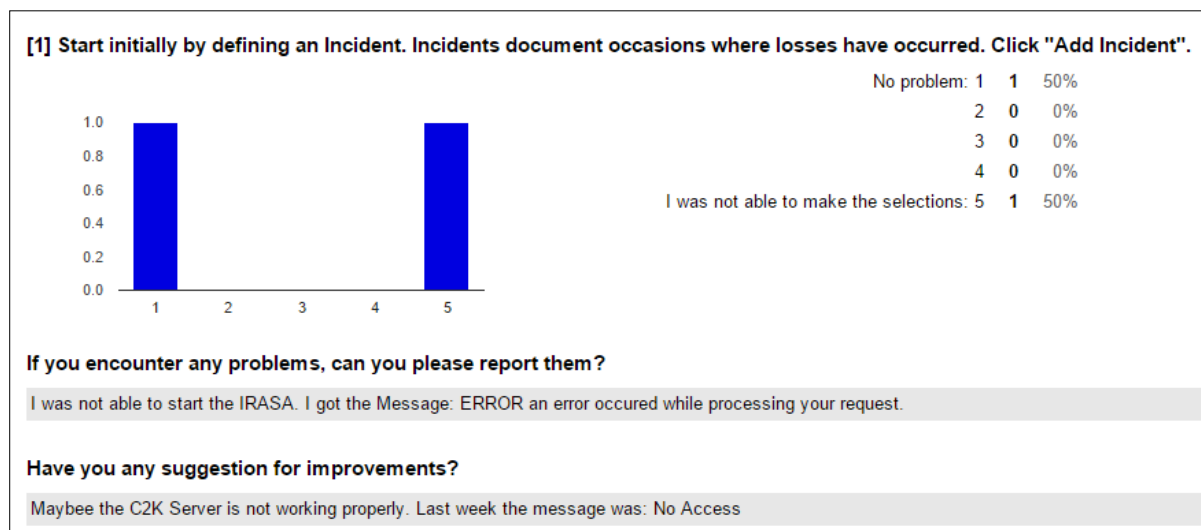 [1] Start initially by defining an Incident. Incidents document occasions where losses have occurred. Click "Add Incident".
No problem: 1 1 50%
2 0 0%
3 0 0%
4 0 0%
I was not able to make the selections: 5 1 50%
1.0
0.8
0.6
0.4
0.2
0.0
1 2 3 4 5
If you encounter any problems, can you please report them?
I was not able to start the IRASA. I got the Message: ERROR an error occured while processing your request.
Have you any suggestion for improvements?
Maybee the C2K Server is not working properly. Last week the message was: No Access